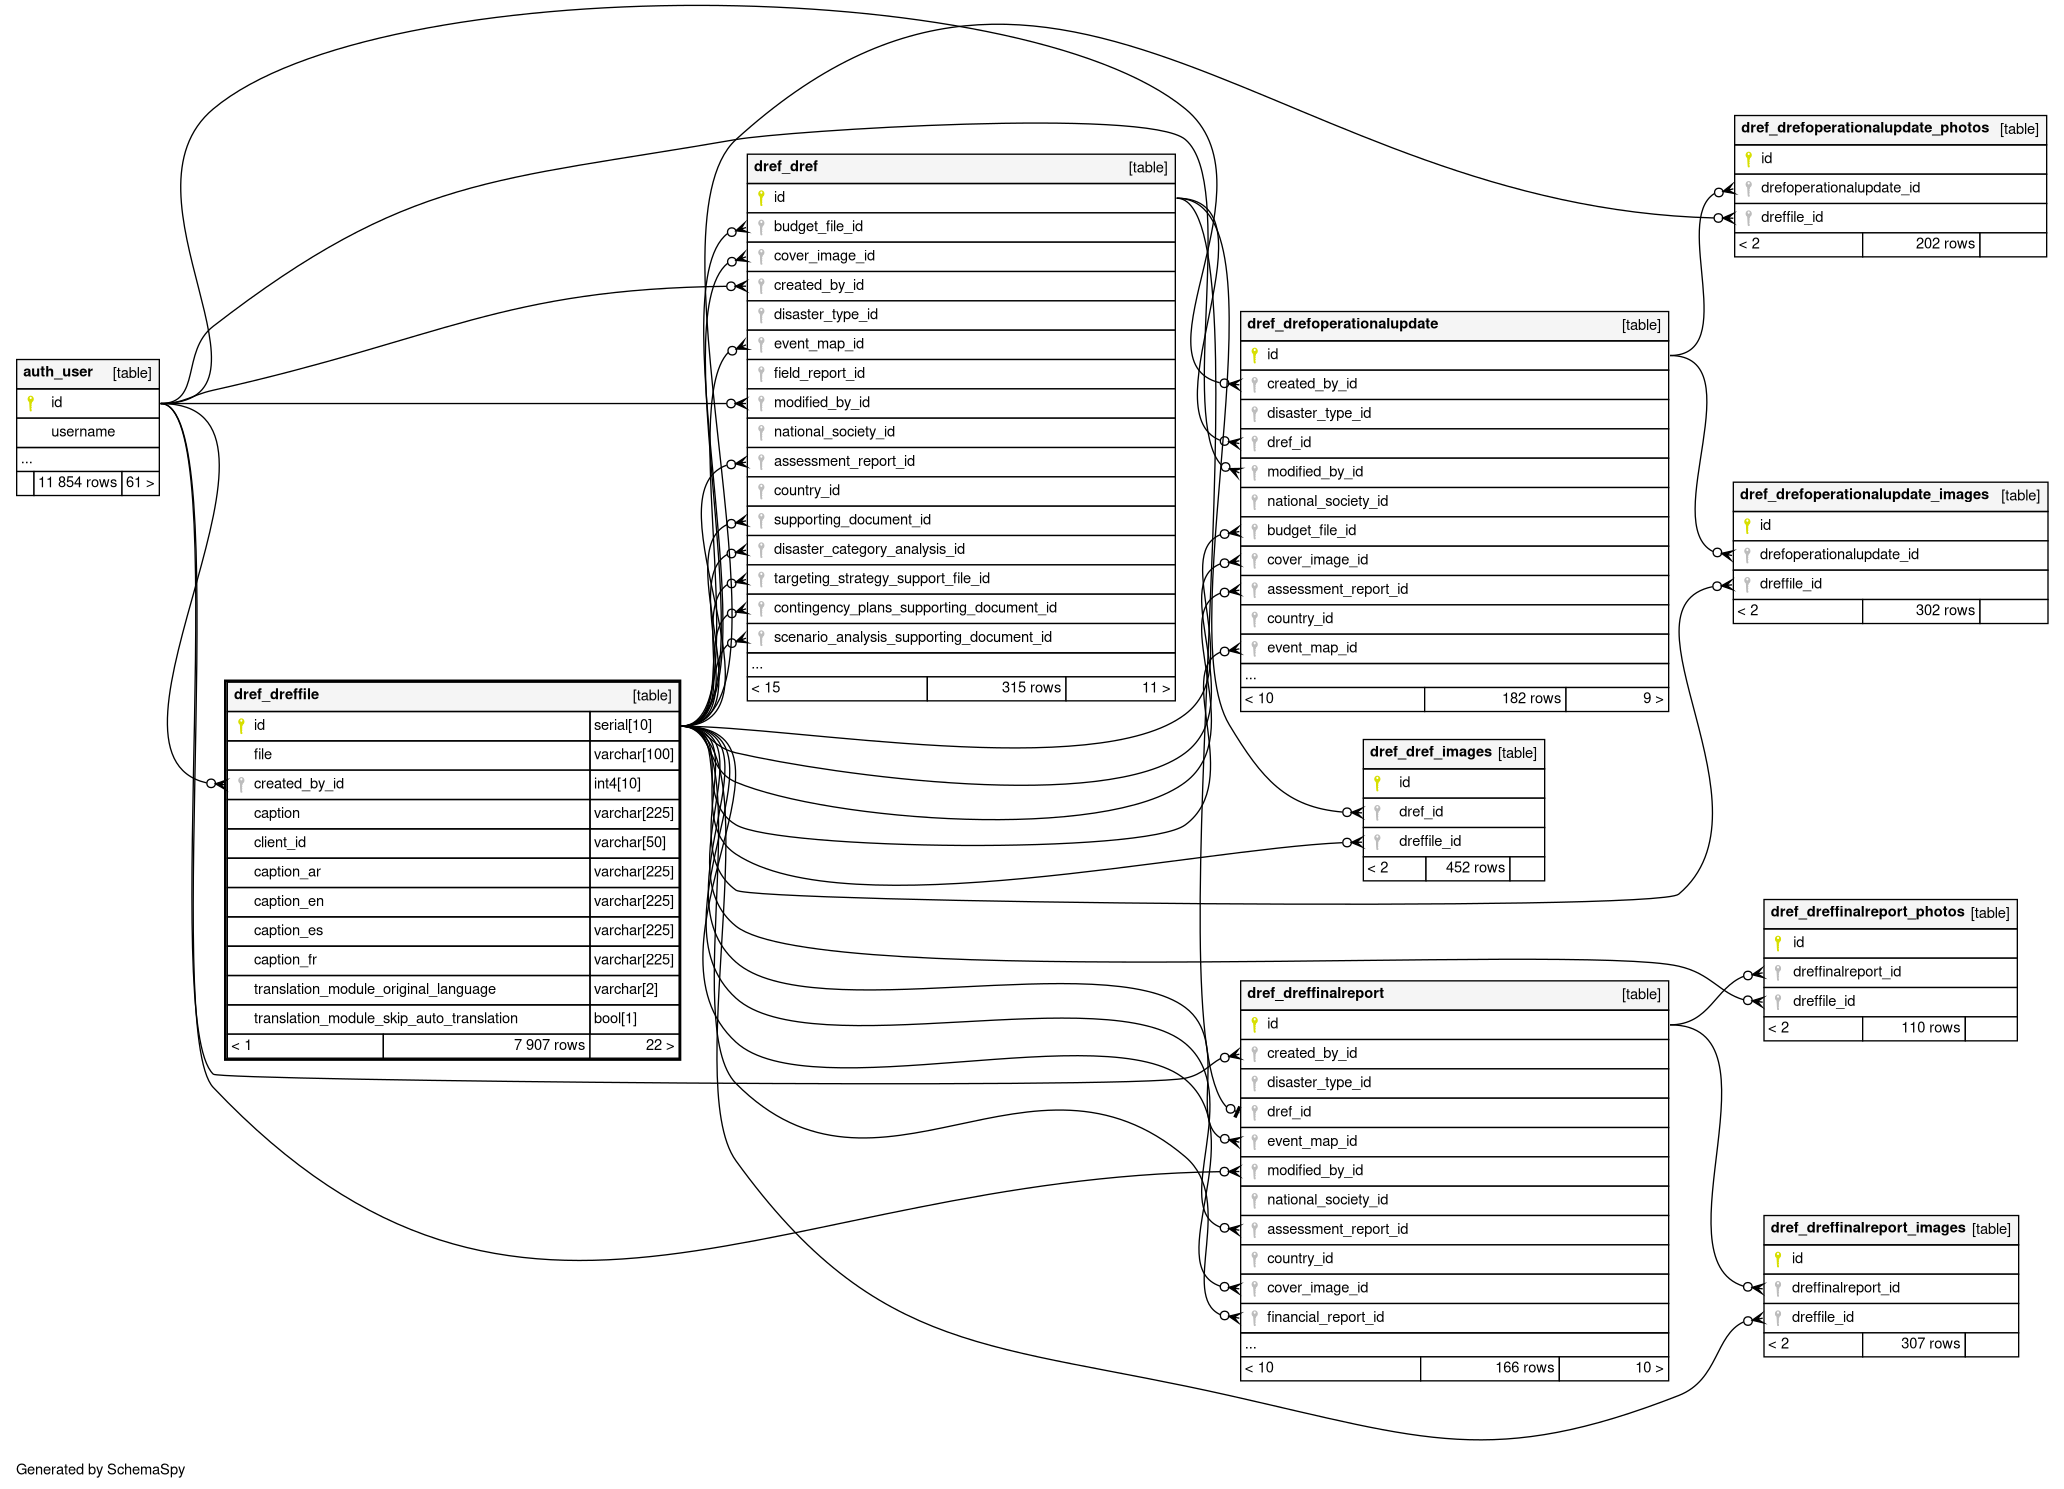 auth_user [table]
id
username
...
11 854 rows 61 >
dref_dreffile [table]
id serial[10]
file varchar[100]
created_by_id int4[10]
caption varchar[225]
client_id varchar[50]
caption_ar varchar[225]
caption_en varchar[225]
caption_es varchar[225]
caption_fr varchar[225]
translation_module_original_language varchar[2]
translation_module_skip_auto_translation bool[1]
< 1 7 907 rows 22 >
dref_dref [table]
id
budget_file_id
cover_image_id
created_by_id
disaster_type_id
event_map_id
field_report_id
modified_by_id
national_society_id
assessment_report_id
country_id
supporting_document_id
disaster_category_analysis_id
targeting_strategy_support_file_id
contingency_plans_supporting_document_id
scenario_analysis_supporting_document_id
...
< 15 315 rows 11 >
dref_drefoperationalupdate [table]
id
created_by_id
disaster_type_id
dref_id
modified_by_id
national_society_id
budget_file_id
cover_image_id
assessment_report_id
country_id
event_map_id
...
< 10 182 rows 9 >
dref_dref_images [table]
id
dref_id
dreffile_id
< 2 452 rows
dref_dreffinalreport [table]
id
created_by_id
disaster_type_id
dref_id
event_map_id
modified_by_id
national_society_id
assessment_report_id
country_id
cover_image_id
financial_report_id
...
< 10 166 rows 10 >
dref_drefoperationalupdate_photos [table]
id
drefoperationalupdate_id
dreffile_id
< 2 202 rows
dref_drefoperationalupdate_images [table]
id
drefoperationalupdate_id
dreffile_id
< 2 302 rows
dref_dreffinalreport_photos [table]
id
dreffinalreport_id
dreffile_id
< 2 110 rows
dref_dreffinalreport_images [table]
id
dreffinalreport_id
dreffile_id
< 2 307 rows
Generated by SchemaSpy